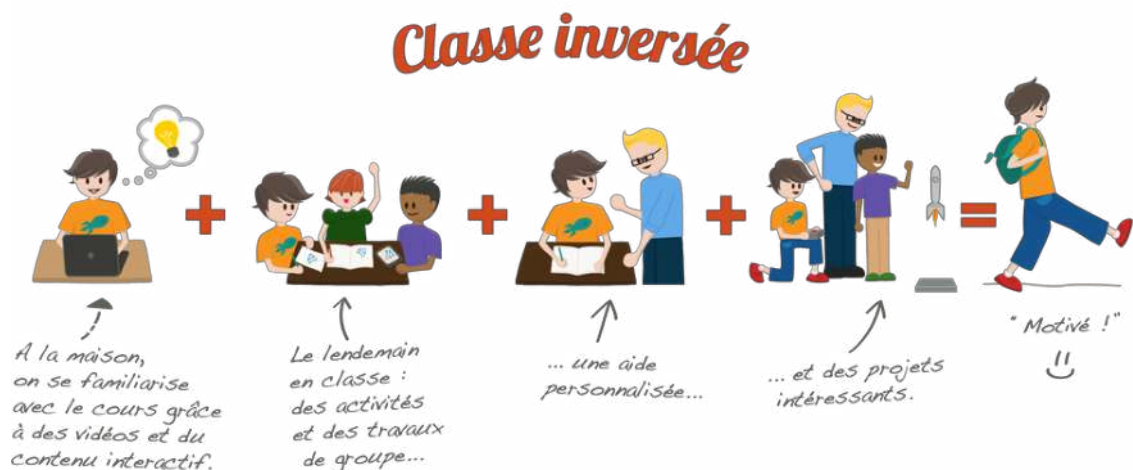 Classe inversée
A la maison,
on se familiarise
avec le cours grâce
à des vidéos et du
contenu interactif.
Le lendemain
en classe :
des activités
et des travaux
de groupe...
... une aide
personnalisée...
... et des projets
intéressants.
" Motivé ! "